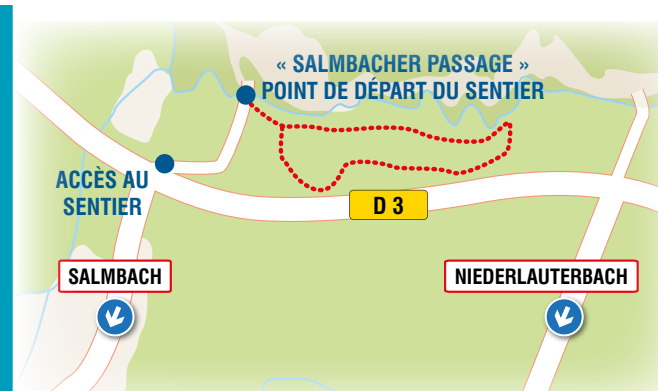 « SALMBACHER PASSAGE »
POINT DE DÉPART DU SENTIER
ACCÈS AU
SENTIER
D 3
SALMBACH
NIEDERLAUTERBACH